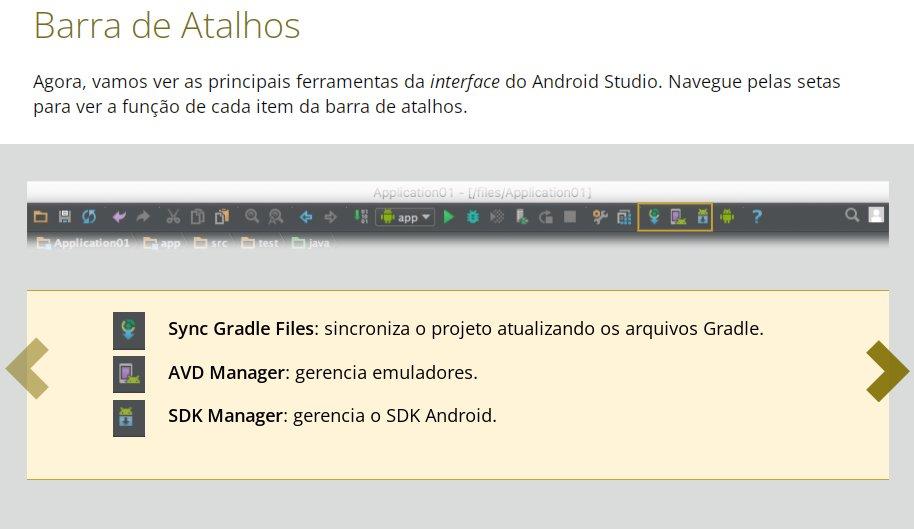 Barra de Atalhos
Agora, vamos ver as principais ferramentas da interface do Android Studio. Navegue pelas setas
para ver a função de cada item da barra de atalhos.
Application01 - [/files/Application01]
app
?
Application01 app src test java
Sync Gradle Files: sincroniza o projeto atualizando os arquivos Gradle.
AVD Manager: gerencia emuladores.
SDK Manager: gerencia o SDK Android.